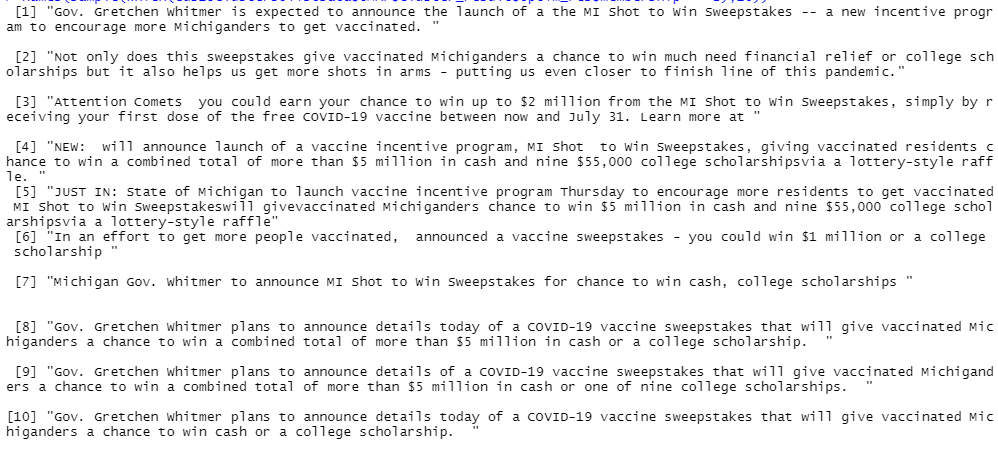 [1] "Gov. Gretchen Whitmer is expected to announce the launch of a the MI Shot to Win Sweepstakes -- a new incentive progr
am to encourage more Michiganders to get vaccinated. "
[2] "Not only does this sweepstakes give vaccinated Michiganders a chance to win much need financial relief or college sch
olarships but it also helps us get more shots in arms - putting us even closer to finish line of this pandemic."
[3] "Attention Comets  you could earn your chance to win up to $2 million from the MI Shot to Win Sweepstakes, simply by r
eceiving your first dose of the free COVID-19 vaccine between now and July 31. Learn more at "
[4] "NEW:  will announce launch of a vaccine incentive program, MI Shot  to Win Sweepstakes, giving vaccinated residents c
hance to win a combined total of more than $5 million in cash and nine $55,000 college scholarshipsvia a lottery-style raff
le. "
[5] "JUST IN: State of Michigan to launch vaccine incentive program Thursday to encourage more residents to get vaccinated
MI Shot to Win Sweepstakeswill givevaccinated Michiganders chance to win $5 million in cash and nine $55,000 college schol
arshipsvia a lottery-style raffle"
[6] "In an effort to get more people vaccinated,  announced a vaccine sweepstakes - you could win $1 million or a college
scholarship "
[7] "Michigan Gov. Whitmer to announce MI Shot to Win Sweepstakes for chance to win cash, college scholarships "
[8] "Gov. Gretchen Whitmer plans to announce details today of a COVID-19 vaccine sweepstakes that will give vaccinated Mic
higanders a chance to win a combined total of more than $5 million in cash or a college scholarship.  "
[9] "Gov. Gretchen Whitmer plans to announce details of a COVID-19 vaccine sweepstakes that will give vaccinated Michigand
ers a chance to win a combined total of more than $5 million in cash or one of nine college scholarships.  "
[10] "Gov. Gretchen Whitmer plans to announce details today of a COVID-19 vaccine sweepstakes that will give vaccinated Mic
higanders a chance to win cash or a college scholarship.  "